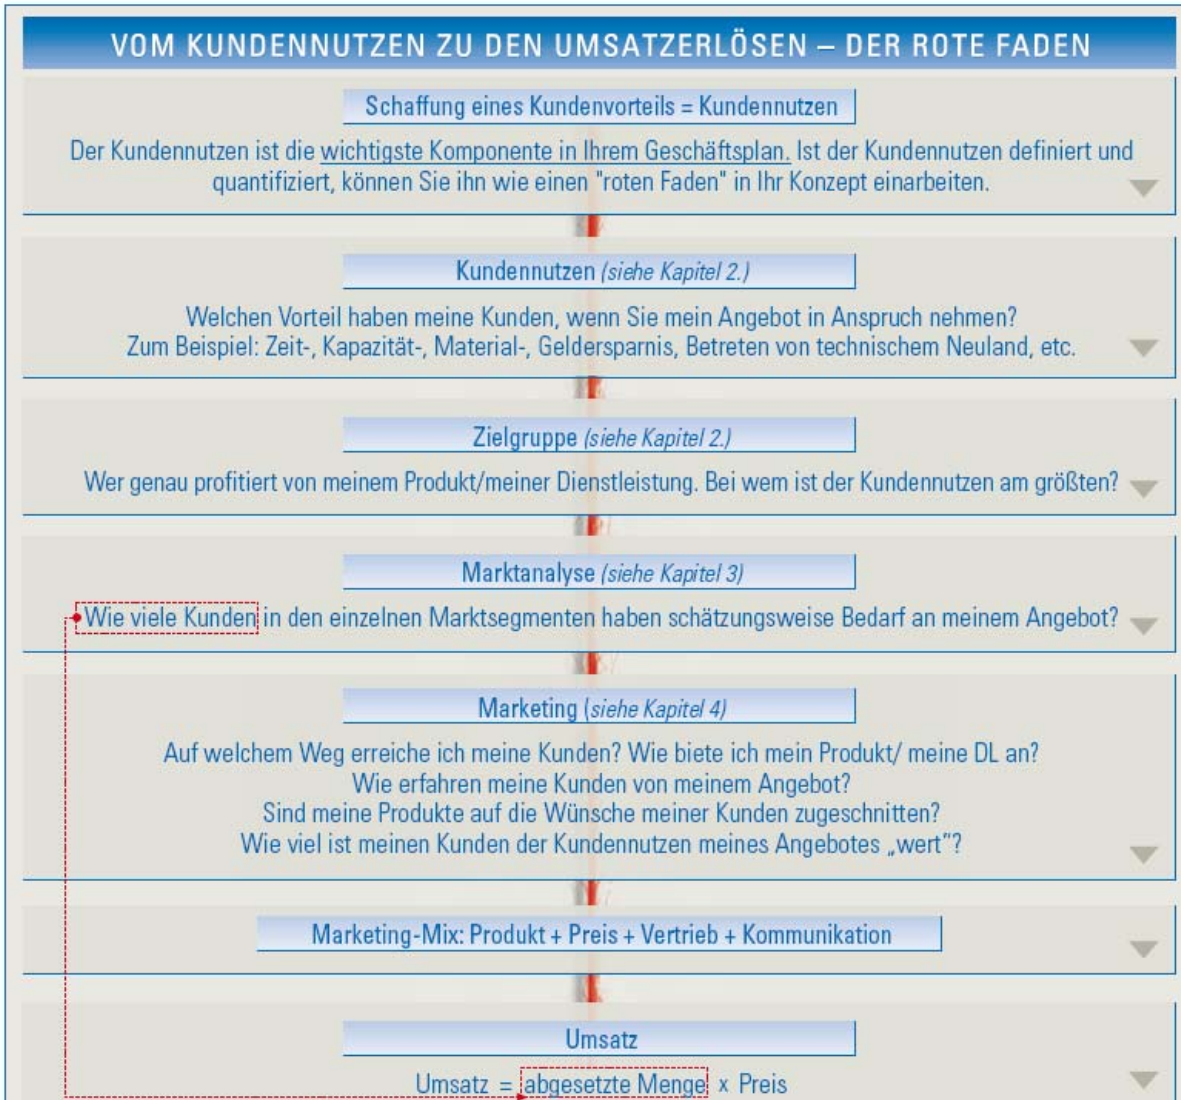 VOM KUNDENNUTZEN ZU DEN UMSATZERLÖSEN – DER ROTE FADEN
Schaffung eines Kundenvorteils = Kundennutzen
Der Kundennutzen ist die wichtigste Komponente in Ihrem Geschäftsplan. Ist der Kundennutzen definiert und
quantifiziert, können Sie ihn wie einen "roten Faden" in Ihr Konzept einarbeiten.
Kundennutzen (siehe Kapitel 2.)
Welchen Vorteil haben meine Kunden, wenn Sie mein Angebot in Anspruch nehmen?
Zum Beispiel: Zeit-, Kapazität-, Material-, Geldersparnis, Betreten von technischem Neuland, etc.
Zielgruppe (siehe Kapitel 2.)
Wer genau profitiert von meinem Produkt/meiner Dienstleistung. Bei wem ist der Kundennutzen am größten?
Marktanalyse (siehe Kapitel 3)
Wie viele Kunden in den einzelnen Marktsegmenten haben schätzungsweise Bedarf an meinem Angebot?
Marketing (siehe Kapitel 4)
Auf welchem Weg erreiche ich meine Kunden? Wie biete ich mein Produkt/ meine DL an?
Wie erfahren meine Kunden von meinem Angebot?
Sind meine Produkte auf die Wünsche meiner Kunden zugeschnitten?
Wie viel ist meinen Kunden der Kundennutzen meines Angebotes „wert"?
Marketing-Mix: Produkt + Preis + Vertrieb + Kommunikation
Umsatz
Umsatz = abgesetzte Menge x Preis